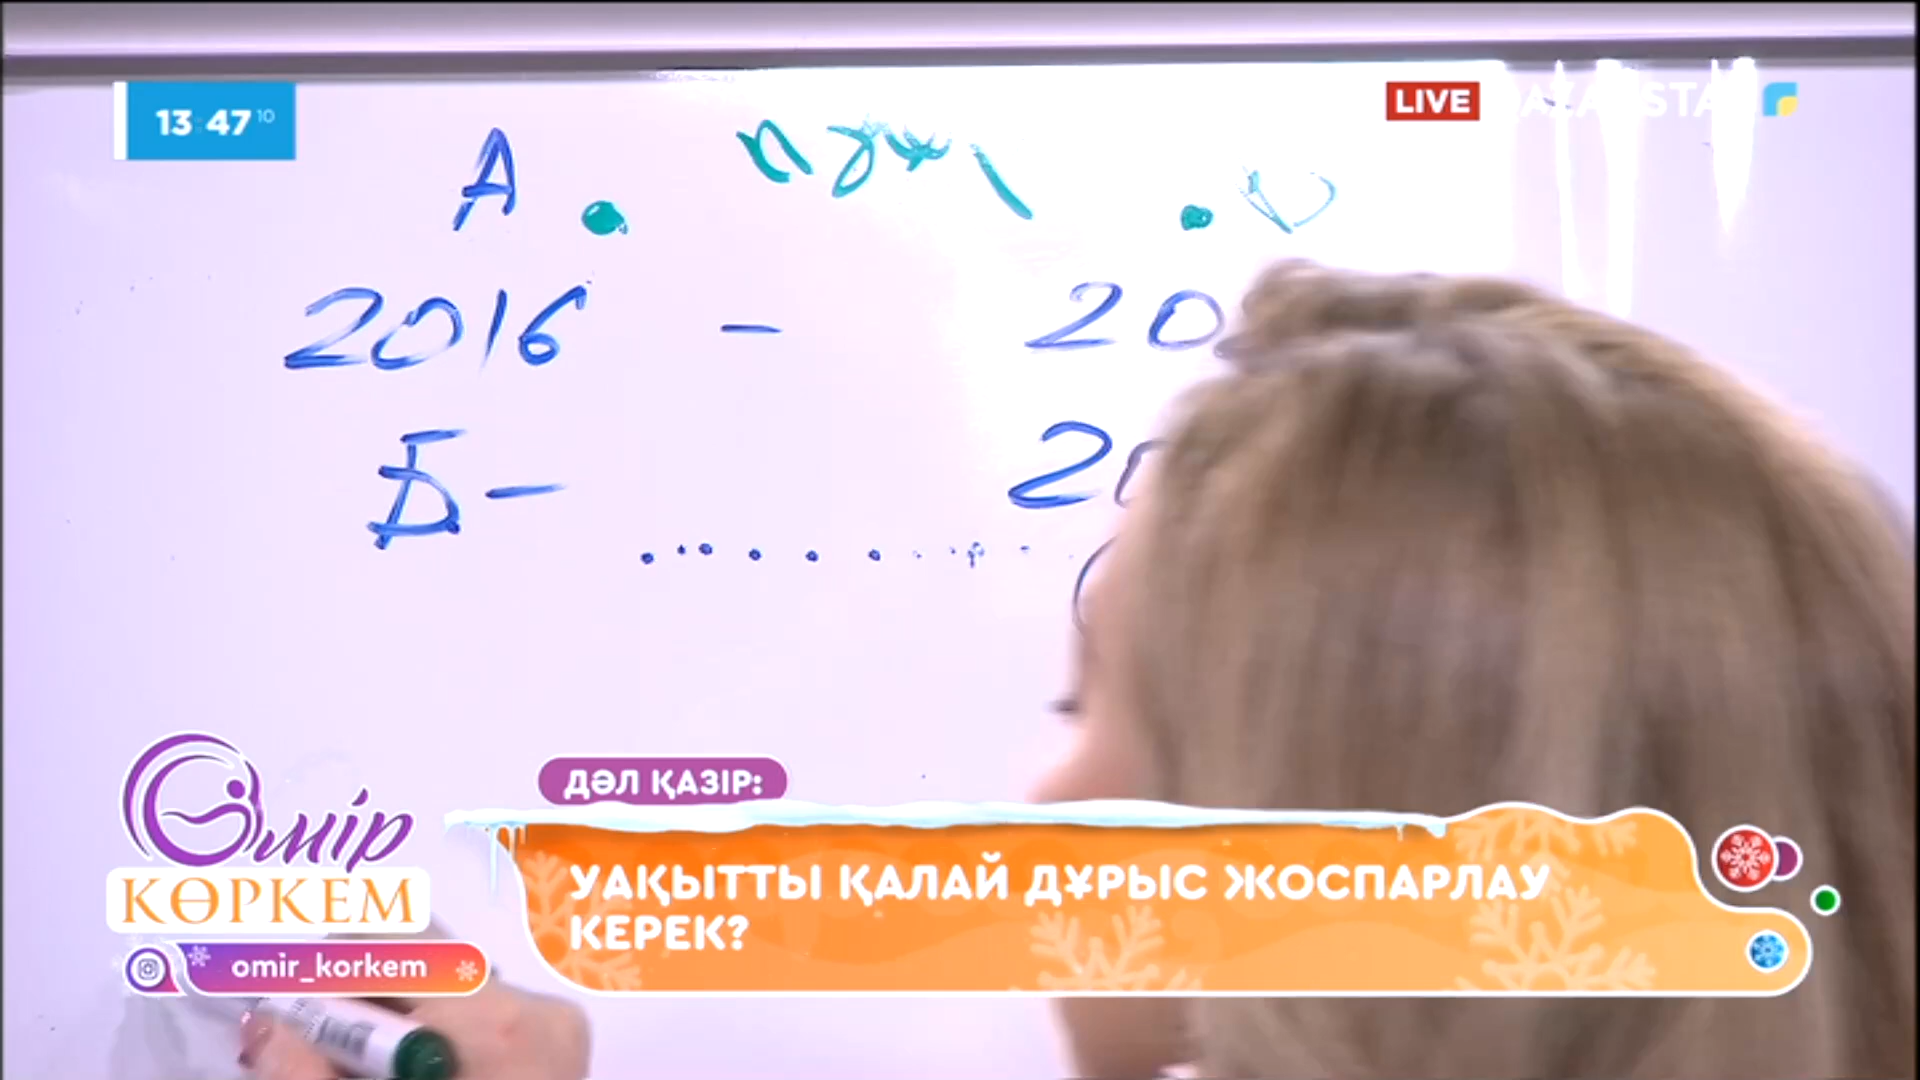 13:47 10
LIVE
А
2016 - 20
Б - 20
ДӘЛ ҚАЗІР:
Өмір
КӨРКЕМ
УАҚЫТТЫ ҚАЛАЙ ДҰРЫС ЖОСПАРЛАУ
КЕРЕК?
omir_korkem